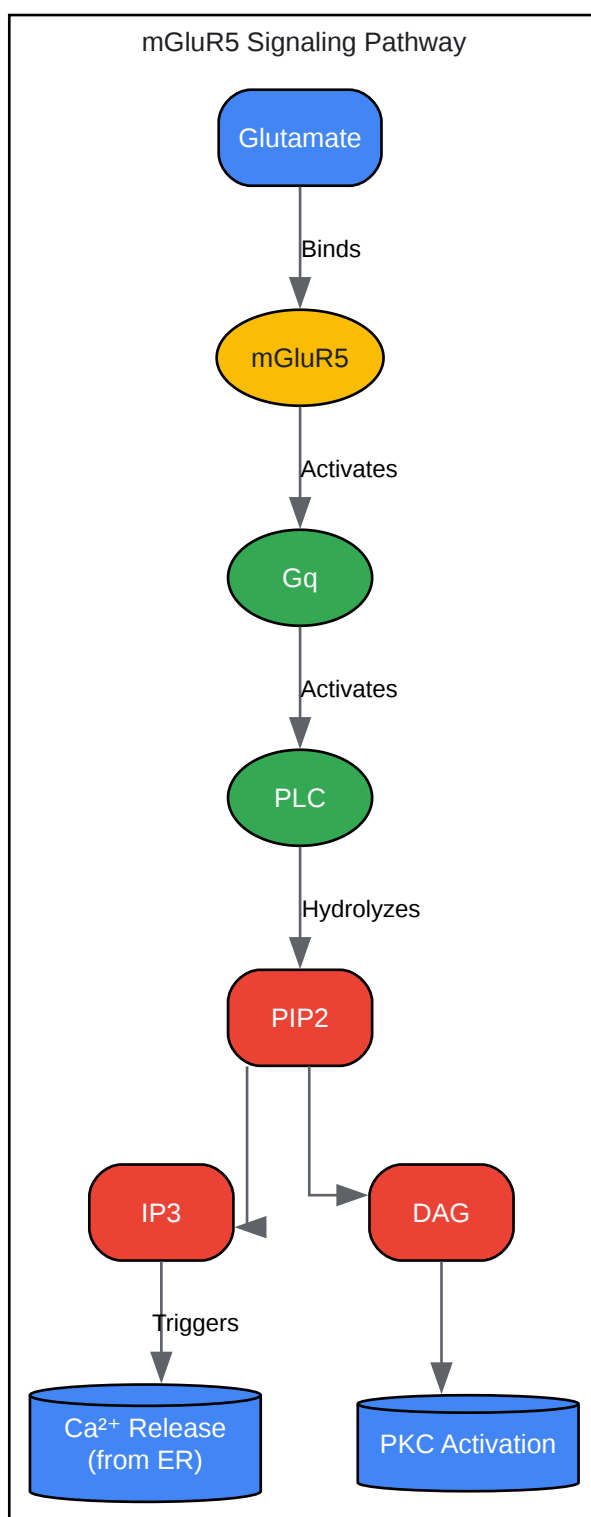 mGluR5 Signaling Pathway
Glutamate
Binds
mGluR5
Activates
Gq
Activates
PLC
Hydrolyzes
PIP2
IP3
DAG
Triggers
Ca²⁺ Release
(from ER)
PKC Activation